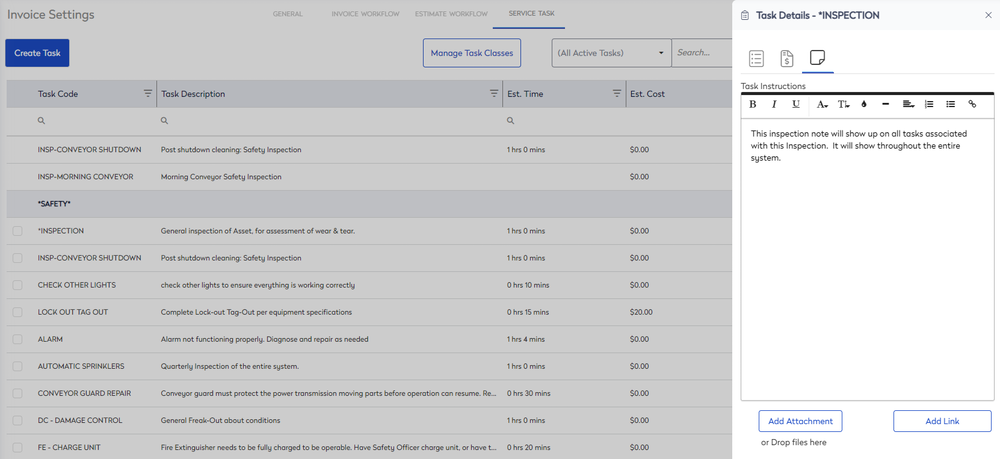 Invoice Settings
GENERAL INVOICE WORKFLOW ESTIMATE WORKFLOW SERVICE TASK
Create Task Manage Task Classes (All Active Tasks) Search...
Task Code Task Description Est. Time Est. Cost
INSP-CONVEYOR SHUTDOWN Post shutdown cleaning: Safety Inspection 1 hrs 0 mins $0.00
INSP-MORNING CONVEYOR Morning Conveyor Safety Inspection $0.00
*SAFETY*
*INSPECTION General inspection of Asset, for assessment of wear & tear. 1 hrs 0 mins $0.00
INSP-CONVEYOR SHUTDOWN Post shutdown cleaning: Safety Inspection 1 hrs 0 mins $0.00
CHECK OTHER LIGHTS check other lights to ensure everything is working correctly 0 hrs 10 mins $0.00
LOCK OUT TAG OUT Complete Lock-out Tag-Out per equipment specifications 0 hrs 15 mins $20.00
ALARM Alarm not functioning properly. Diagnose and repair as needed 1 hrs 4 mins $0.00
AUTOMATIC SPRINKLERS Quarterly Inspection of the entire system. 1 hrs 0 mins $0.00
CONVEYOR GUARD REPAIR Conveyor guard must protect the power transmission moving parts before operation can resume. Re... 0 hrs 30 mins $0.00
DC - DAMAGE CONTROL General Freak-Out about conditions 1 hrs 0 mins $0.00
FE - CHARGE UNIT Fire Extinguisher needs to be fully charged to be operable. Have Safety Officer charge unit, or have t... 0 hrs 20 mins $0.00
Task Details - *INSPECTION
Task Instructions
B I U A T
This inspection note will show up on all tasks associated
with this Inspection. It will show throughout the entire
system.
Add Attachment Add Link
or Drop files here